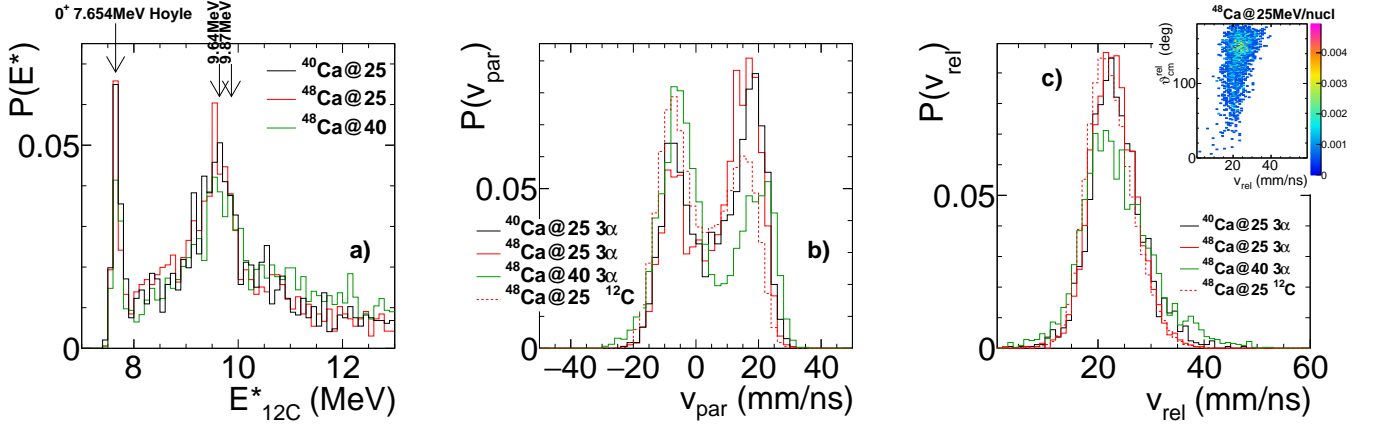 0⁺ 7.654MeV Hoyle
9.64MeV
9.87MeV
P(E*)
0.05
0
⁴⁰Ca@25
⁴⁸Ca@25
⁴⁸Ca@40
a)
8 10 12
E*₁₂C (MeV)
P(v_par)
0.05
0
⁴⁰Ca@25 3α
⁴⁸Ca@25 3α
⁴⁸Ca@40 3α
⁴⁸Ca@25 ¹²C
b)
−40 −20 0 20 40
v_par (mm/ns)
P(v_rel)
0.05
0
c)
⁴⁸Ca@25MeV/nucl
ϑ_cm^rel (deg)
100
0
20 40
v_rel (mm/ns)
0.004
0.003
0.002
0.001
0
⁴⁰Ca@25 3α
⁴⁸Ca@25 3α
⁴⁸Ca@40 3α
⁴⁸Ca@25 ¹²C
0 20 40 60
v_rel (mm/ns)